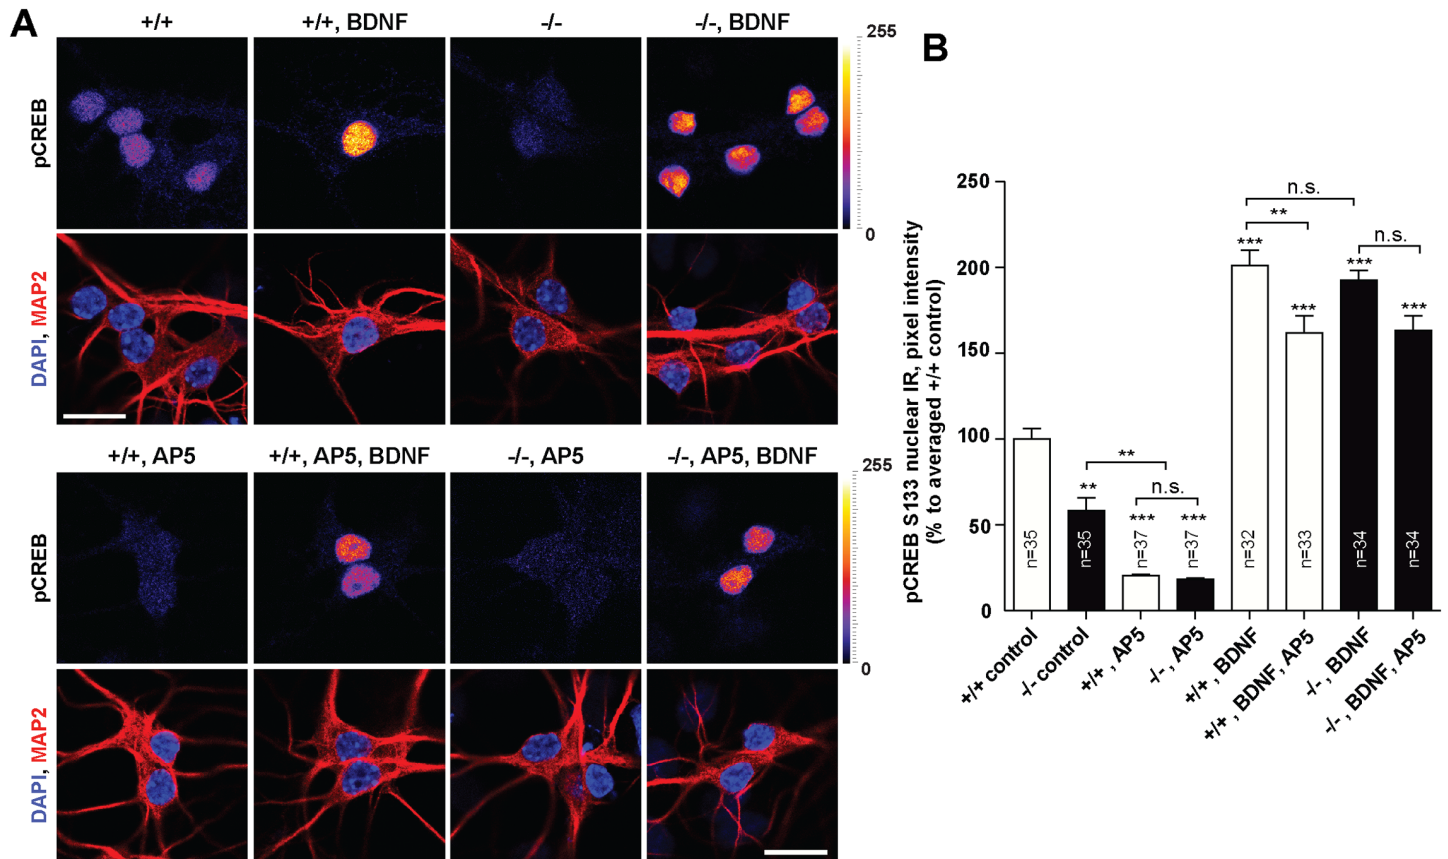 A
+/+
+/+, BDNF
-/-
-/-, BDNF
pCREB
255
0
DAPI, MAP2
+/+, AP5
+/+, AP5, BDNF
-/-, AP5
-/-, AP5, BDNF
pCREB
255
0
DAPI, MAP2
B
pCREB S133 nuclear IR, pixel intensity
(% to averaged +/+ control)
250
200
150
100
50
0
n.s.
**
n.s.
***
***
***
***
**
n.s.
**
***
***
n=35
n=35
n=37
n=37
n=32
n=33
n=34
n=34
+/+ control
-/- control
+/+, AP5
-/-, AP5
+/+, BDNF
+/+, BDNF, AP5
-/-, BDNF
-/-, BDNF, AP5